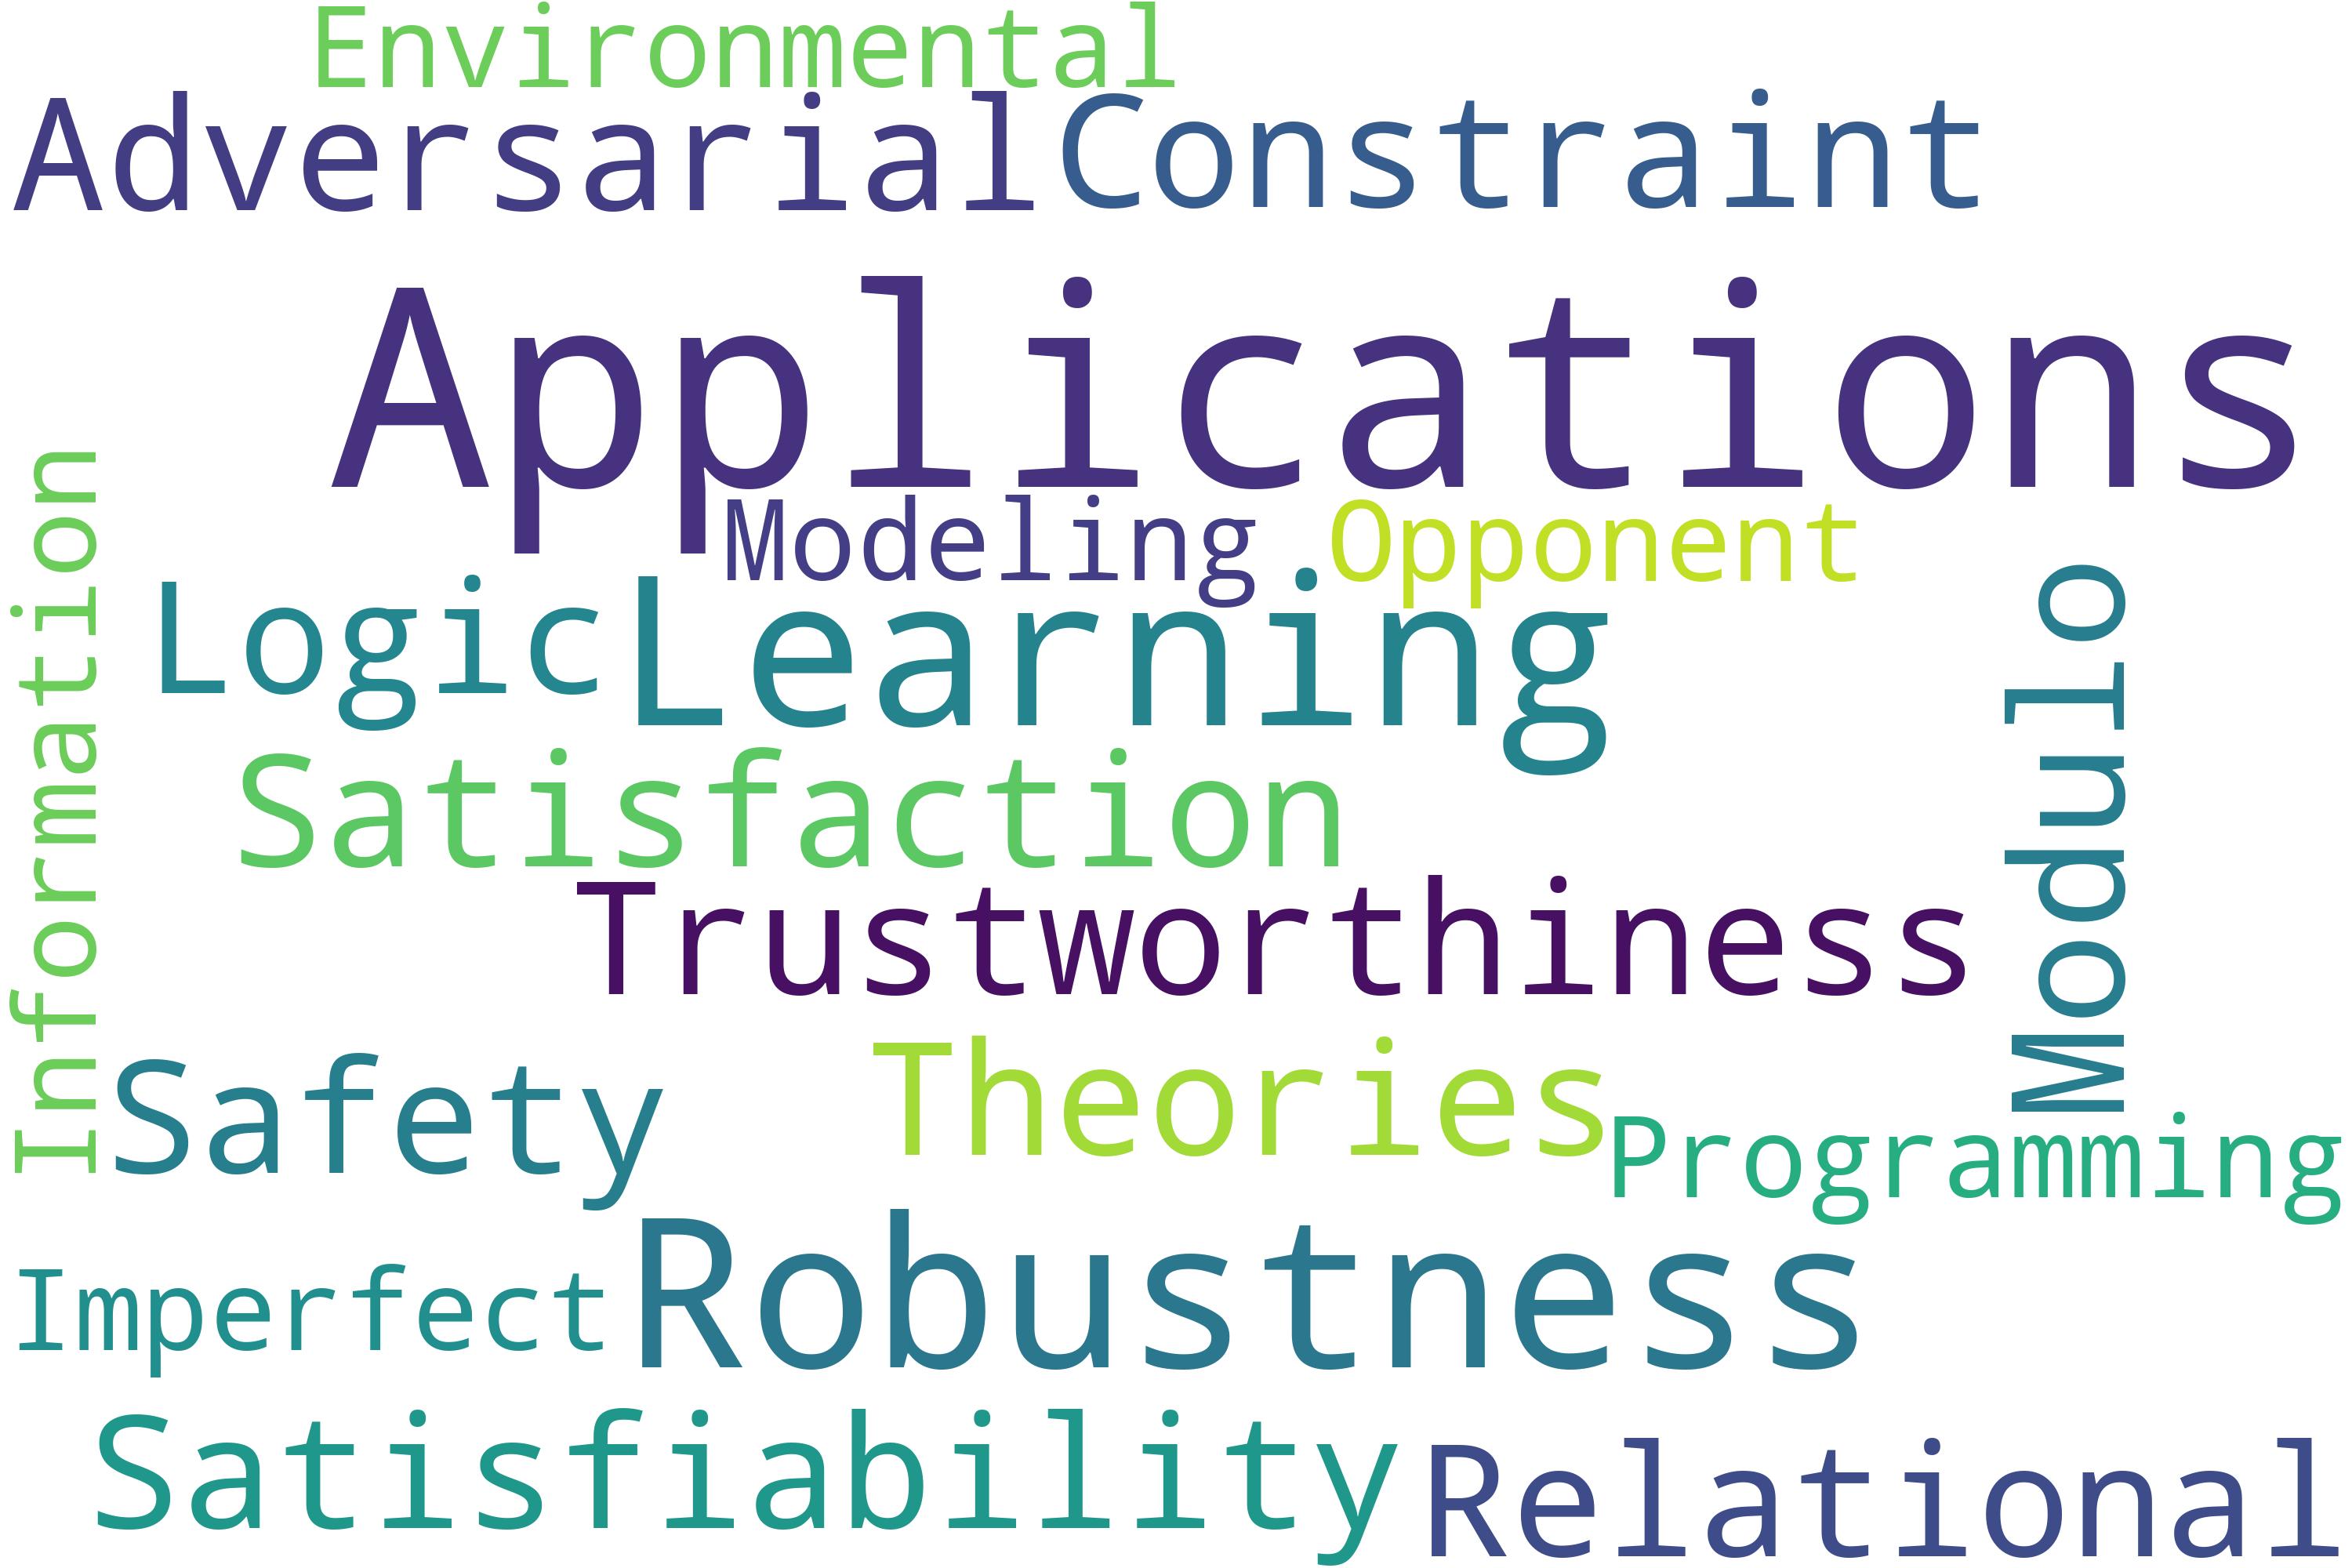 Environmental
Adversarial Constraint
Applications
Modeling Opponent
Information
Logic Learning
Modulo
Satisfaction
Trustworthiness
Theories
Safety
Programming
Robustness
Imperfect
Satisfiability
Relational